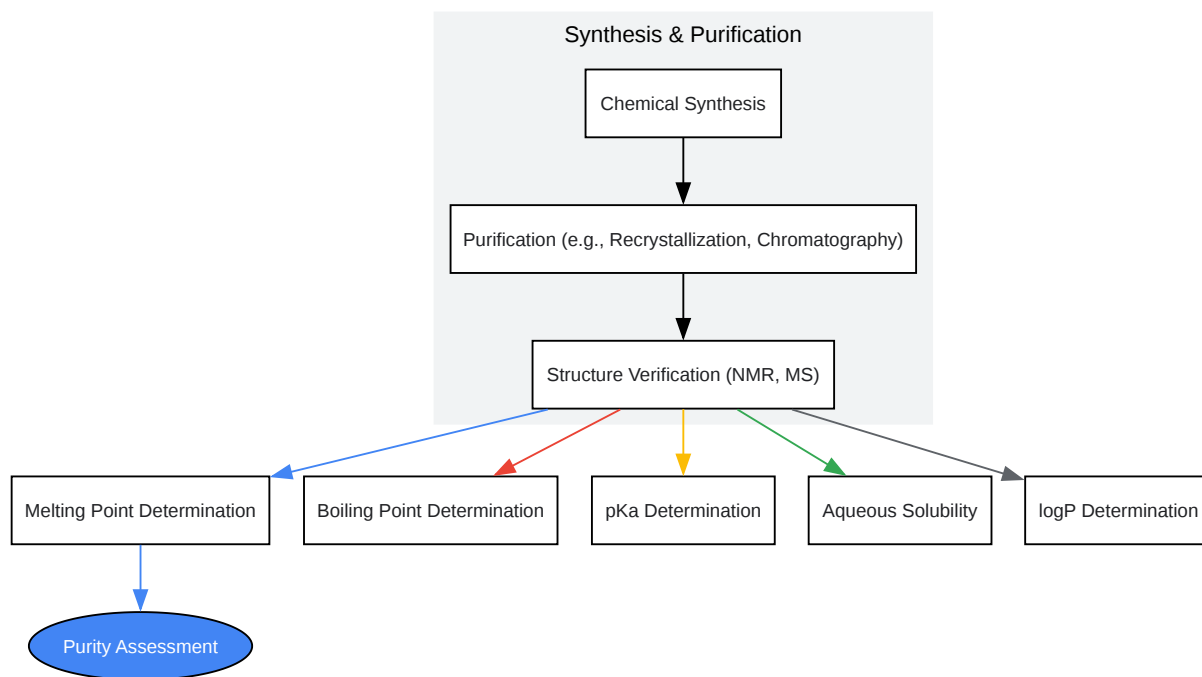 Synthesis & Purification
Chemical Synthesis
Purification (e.g., Recrystallization, Chromatography)
Structure Verification (NMR, MS)
Melting Point Determination
Boiling Point Determination
pKa Determination
Aqueous Solubility
logP Determination
Purity Assessment